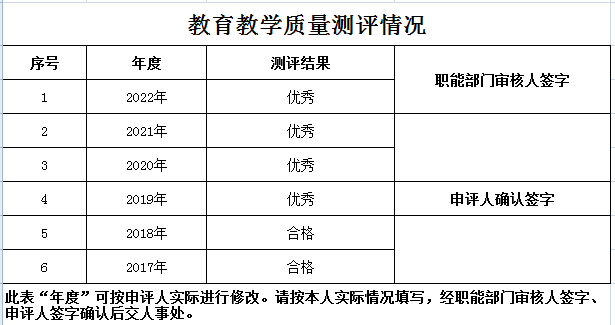 教育教学质量测评情况
序号 年度 测评结果 职能部门审核人签字
1 2022年 优秀
2 2021年 优秀
3 2020年 优秀
4 2019年 优秀 申评人确认签字
5 2018年 合格
6 2017年 合格
此表“年度”可按申评人实际进行修改。请按本人实际情况填写，经职能部门审核人签字、
申评人签字确认后交人事处。